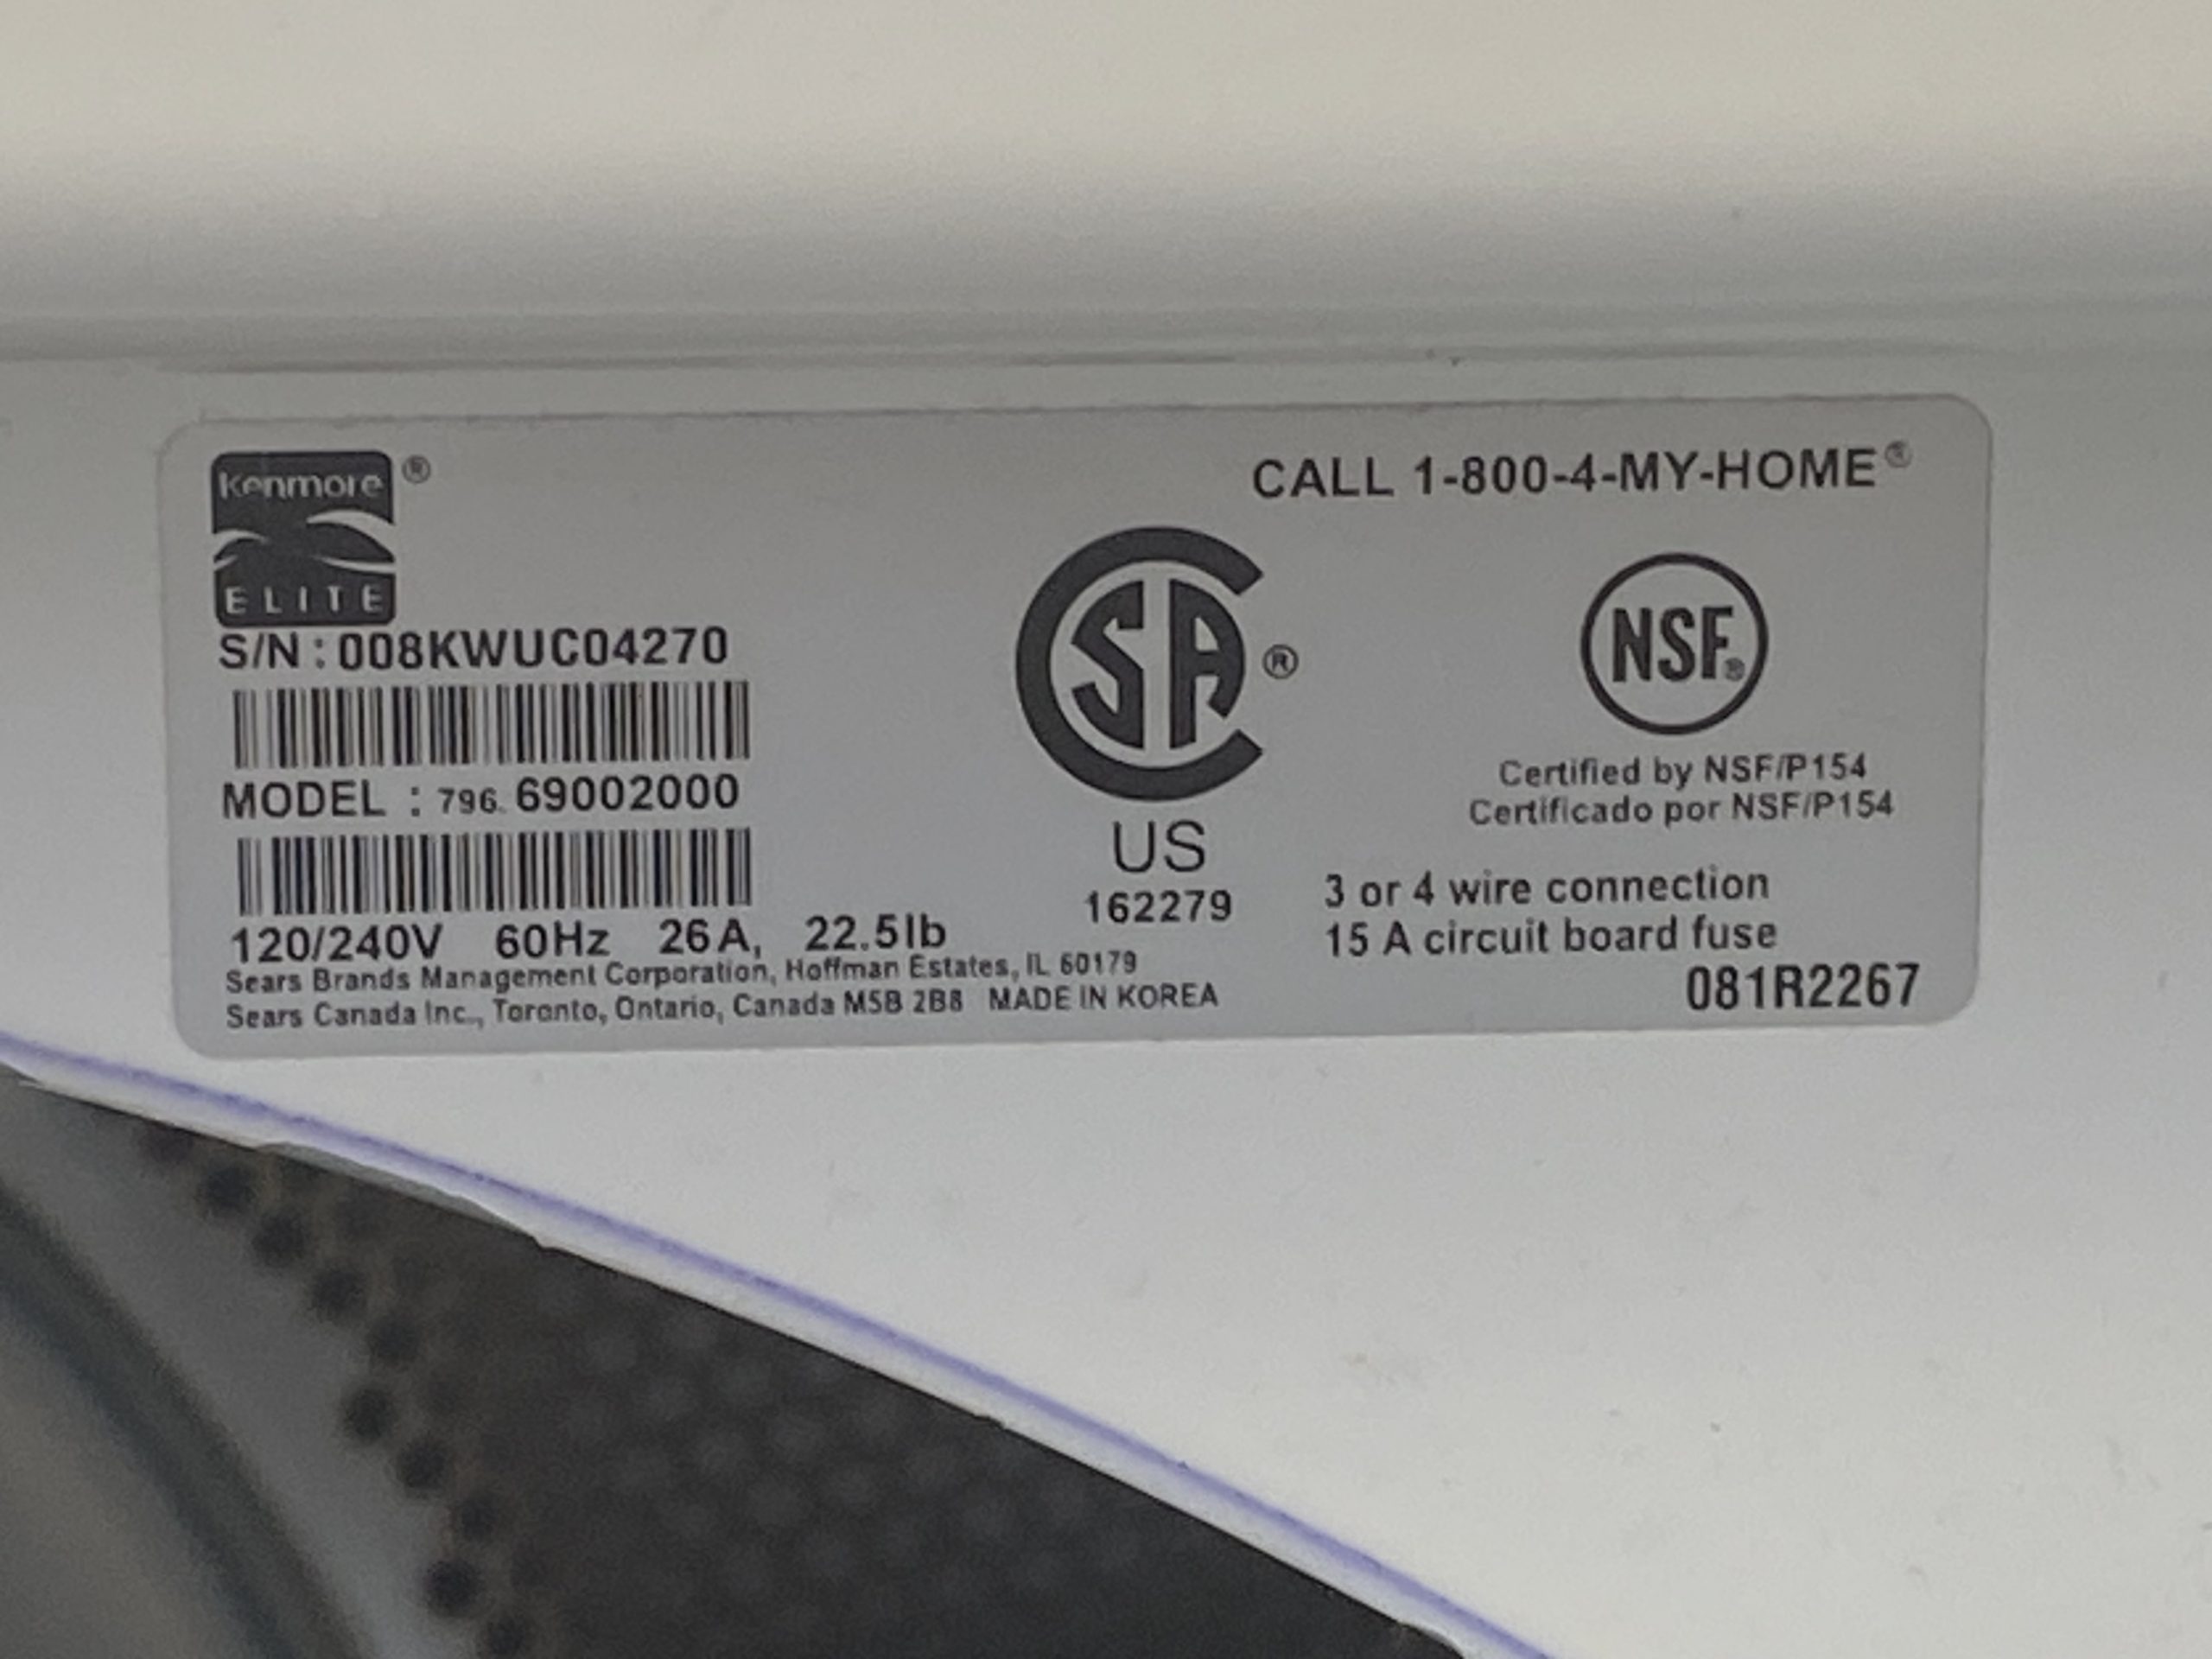 Kenmore ®
ELITE
S/N : 008KWUC04270
MODEL : 796. 69002000
120/240V 60Hz 26A, 22.5lb
Sears Brands Management Corporation, Hoffman Estates, IL 60179
Sears Canada Inc., Toronto, Ontario, Canada M5B 2B8 MADE IN KOREA
CSA ®
US
162279
CALL 1-800-4-MY-HOME®
NSF®
Certified by NSF/P154
Certificado por NSF/P154
3 or 4 wire connection
15 A circuit board fuse
081R2267